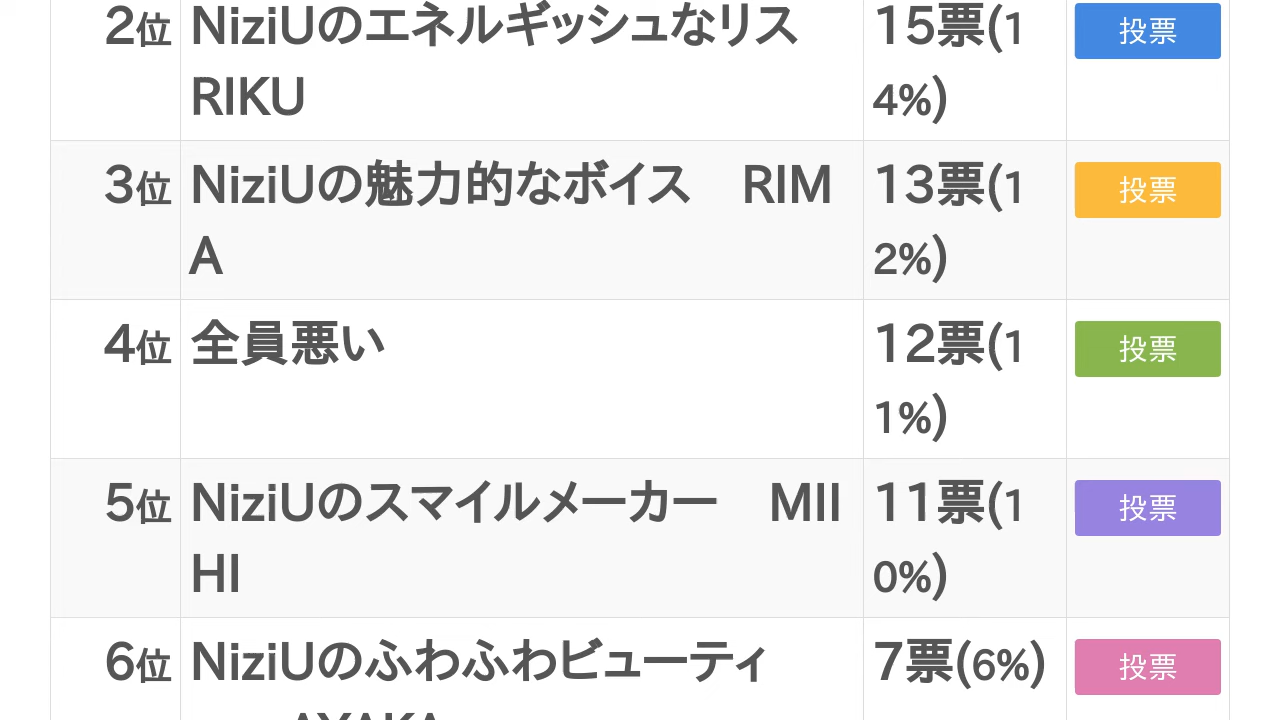 2位 NiziUのエネルギッシュなリス 15票(1 投票
RIKU 4%)
3位 NiziUの魅力的なボイス　RIM 13票(1 投票
A 2%)
4位 全員悪い 12票(1 投票
1%)
5位 NiziUのスマイルメーカー　MII 11票(1 投票
HI 0%)
6位 NiziUのふわふわビューティ 7票(6%) 投票
AYAKA